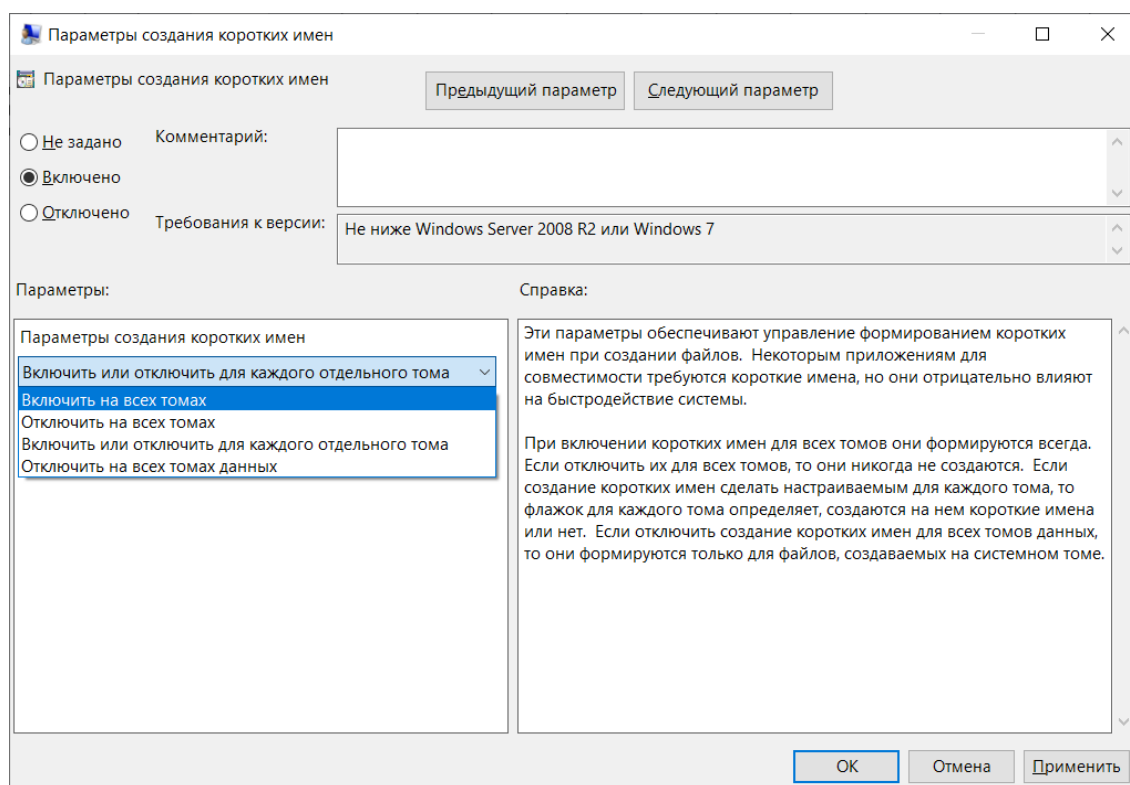 Параметры создания коротких имен
Параметры создания коротких имен
Предыдущий параметр
Следующий параметр
Не задано
Включено
Отключено
Комментарий:
Требования к версии:
Не ниже Windows Server 2008 R2 или Windows 7
Параметры:
Справка:
Параметры создания коротких имен
Включить или отключить для каждого отдельного тома
Включить на всех томах
Отключить на всех томах
Включить или отключить для каждого отдельного тома
Отключить на всех томах данных
Эти параметры обеспечивают управление формированием коротких
имен при создании файлов.  Некоторым приложениям для
совместимости требуются короткие имена, но они отрицательно влияют
на быстродействие системы.
При включении коротких имен для всех томов они формируются всегда.
Если отключить их для всех томов, то они никогда не создаются.  Если
создание коротких имен сделать настраиваемым для каждого тома, то
флажок для каждого тома определяет, создаются на нем короткие имена
или нет.  Если отключить создание коротких имен для всех томов данных,
то они формируются только для файлов, создаваемых на системном томе.
ОК
Отмена
Применить